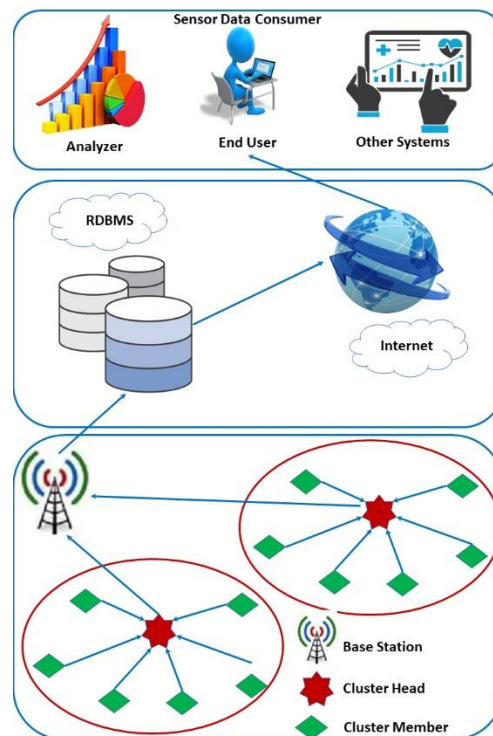 Sensor Data Consumer
Analyzer
End User
Other Systems
RDBMS
Internet
Base Station
Cluster Head
Cluster Member